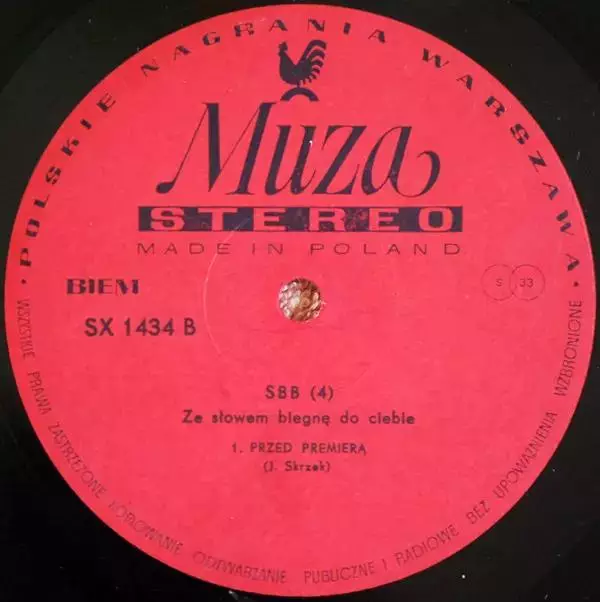 • POLSKIE NAGRANIA WARSZAWA •
Muza
STEREO
MADE IN POLAND
BIEM
S 33
SX 1434 B
SBB (4)
Ze słowem biegnę do ciebie
1. PRZED PREMIERĄ
(J. Skrzek)
WSZYSTKIE PRAWA ZASTRZEŻONE KOPIOWANIE ODTWARZANIE PUBLICZNE I RADIOWE BEZ UPOWAŻNIENIA WZBRONIONE